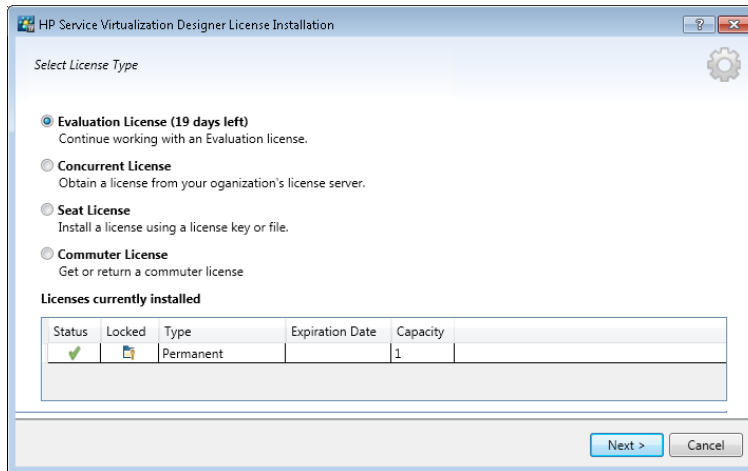 HP Service Virtualization Designer License Installation
Select License Type
Evaluation License (19 days left)
Continue working with an Evaluation license.
Concurrent License
Obtain a license from your oganization's license server.
Seat License
Install a license using a license key or file.
Commuter License
Get or return a commuter license
Licenses currently installed
Status Locked Type Expiration Date Capacity
Permanent 1
Next > Cancel